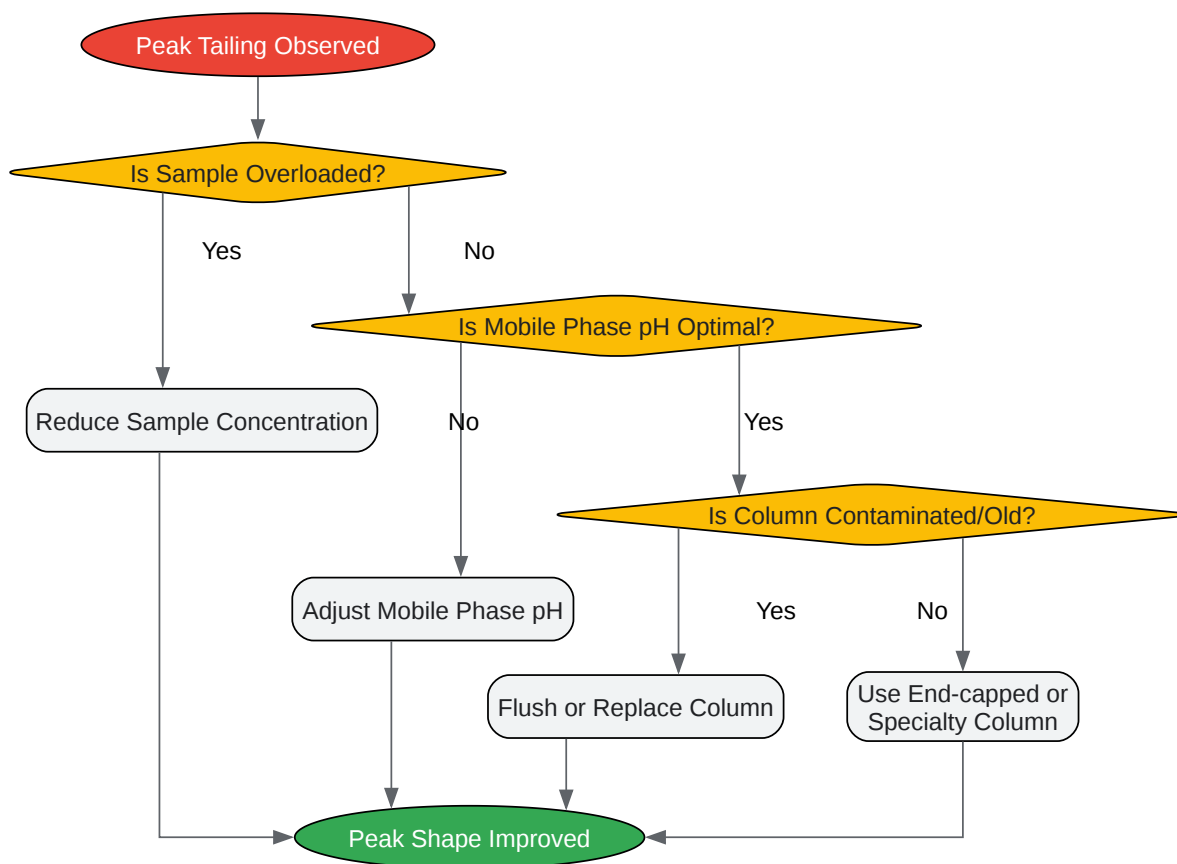 Peak Tailing Observed
Is Sample Overloaded?
Yes
No
Is Mobile Phase pH Optimal?
Reduce Sample Concentration
No
Yes
Is Column Contaminated/Old?
Adjust Mobile Phase pH
Yes
No
Flush or Replace Column
Use End-capped or
Specialty Column
Peak Shape Improved